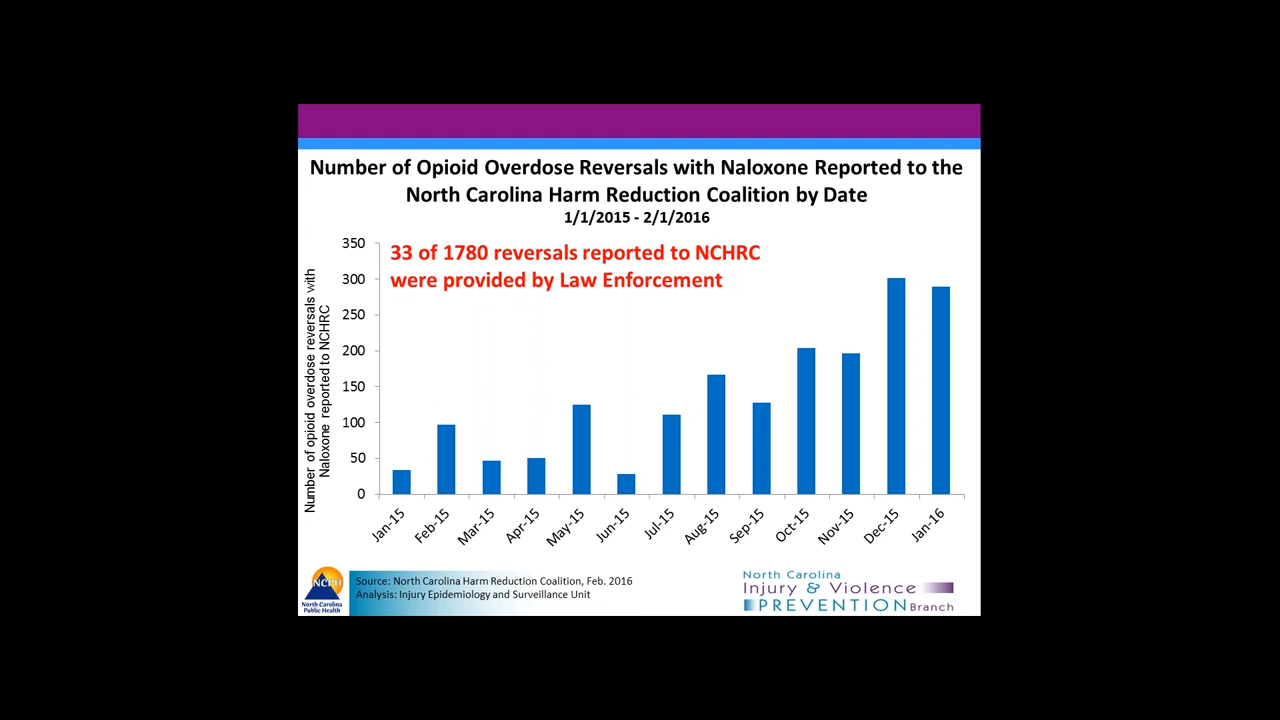 Number of Opioid Overdose Reversals with Naloxone Reported to the
North Carolina Harm Reduction Coalition by Date
1/1/2015 - 2/1/2016
33 of 1780 reversals reported to NCHRC
were provided by Law Enforcement
Number of opioid overdose reversals with
Naloxone reported to NCHRC
350
300
250
200
150
100
50
0
Jan-15
Feb-15
Mar-15
Apr-15
May-15
Jun-15
Jul-15
Aug-15
Sep-15
Oct-15
Nov-15
Dec-15
Jan-16
NCPH
North Carolina
Public Health
Source: North Carolina Harm Reduction Coalition, Feb. 2016
Analysis: Injury Epidemiology and Surveillance Unit
North Carolina
Injury & Violence
PREVENTION Branch